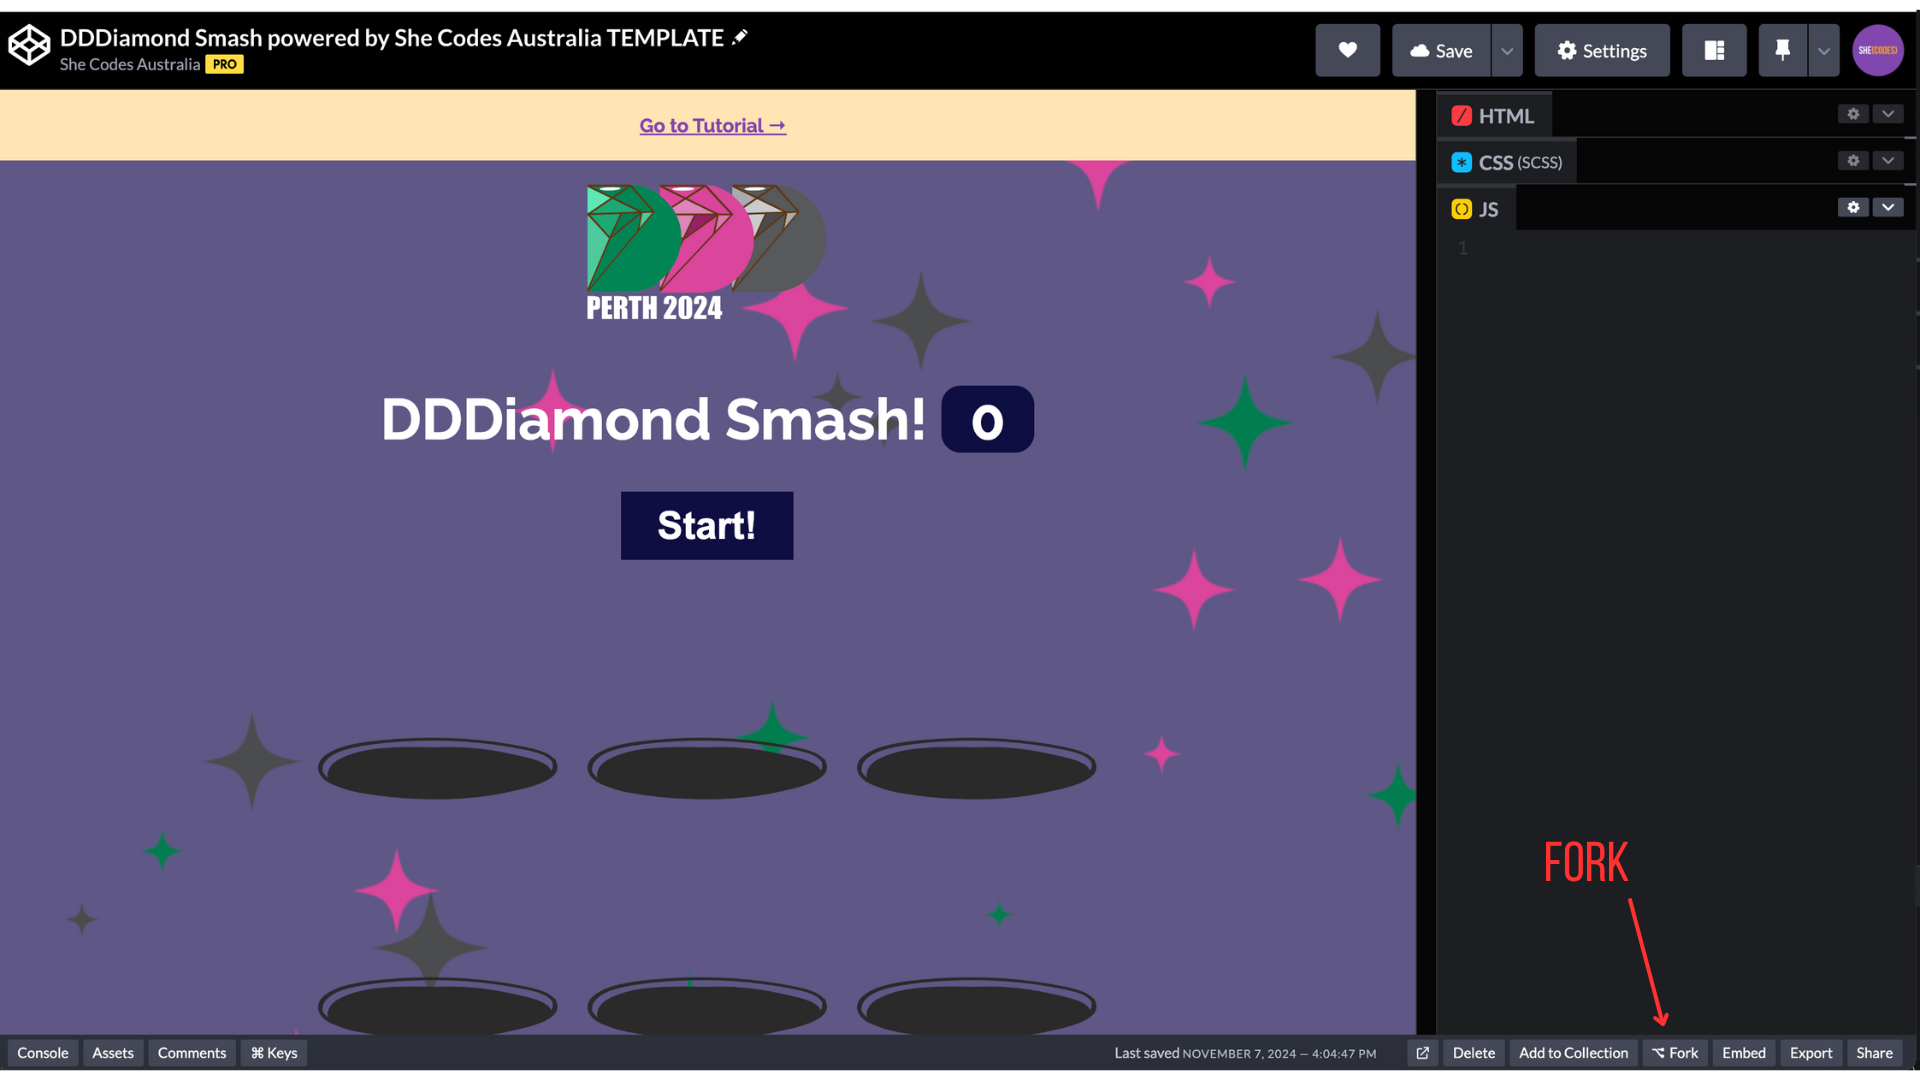 DDDiamond Smash powered by She Codes Australia TEMPLATE
She Codes Australia PRO
Save
Settings
SHE{CODES}
Go to Tutorial →
HTML
CSS (SCSS)
JS
1
PERTH 2024
DDDiamond Smash! 0
Start!
FORK
Console
Assets
Comments
⌘ Keys
Last saved NOVEMBER 7, 2024 — 4:04:47 PM
Delete
Add to Collection
Fork
Embed
Export
Share